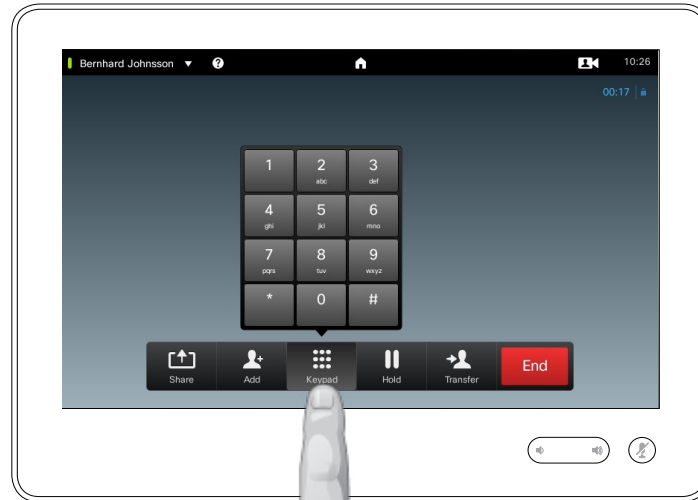 Bernhard Johnsson ▼ ? 10:26
00:17
1 2 3
abc def
4 5 6
ghi jkl mno
7 8 9
pqrs tuv wxyz
* 0 #
Share Add Keypad Hold Transfer End